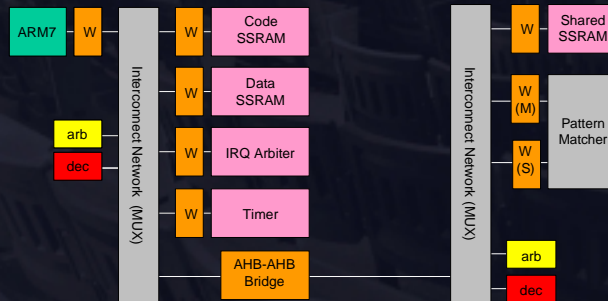 ARM7
W
Interconnect Network (MUX)
arb
dec
W
Code
SSRAM
W
Data
SSRAM
W
IRQ Arbiter
W
Timer
AHB-AHB
Bridge
Interconnect Network (MUX)
W
Shared
SSRAM
W
(M)
W
(S)
Pattern
Matcher
arb
dec